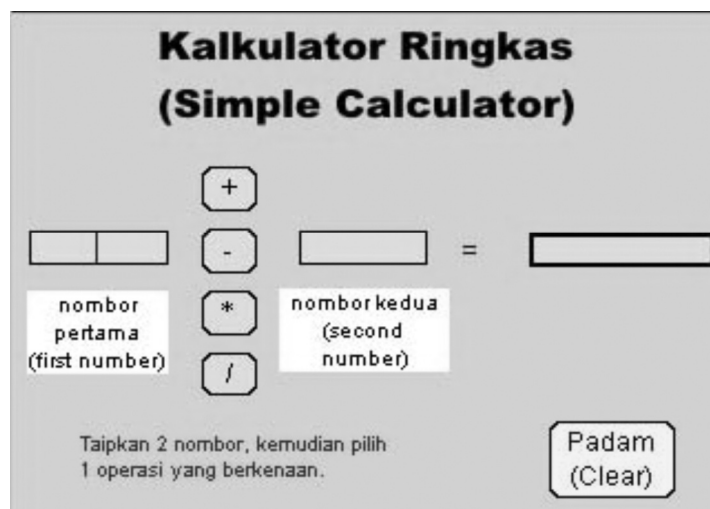 Kalkulator Ringkas
(Simple Calculator)
+
-
=
*
/
nombor
pertama
(first number)
nombor kedua
(second
number)
Taipkan 2 nombor, kemudian pilih
1 operasi yang berkenaan.
Padam
(Clear)